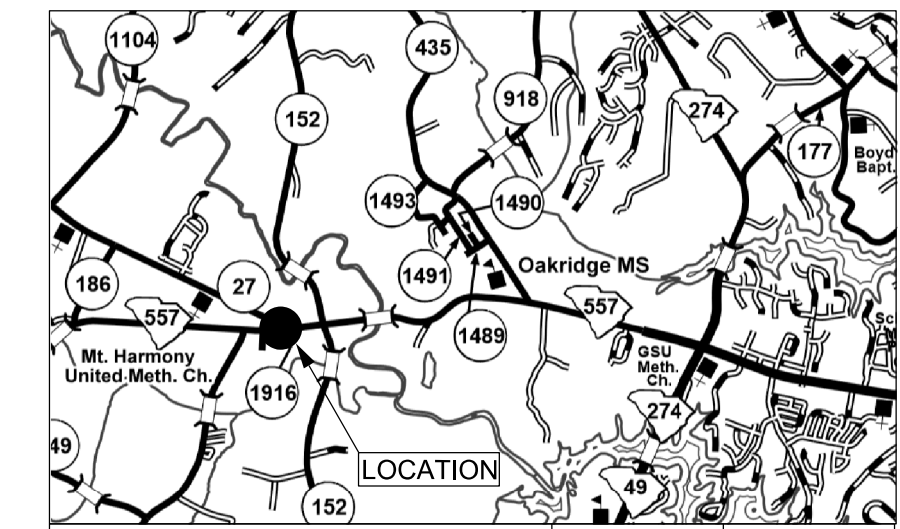 1104
435
152
918
274
177
Boyd
Bapt.
1493
1490
1491
Oakridge MS
186
27
557
557
1489
Mt. Harmony
United Meth. Ch.
1916
GSU
Meth.
Ch.
Sc
274
49
LOCATION
49
152